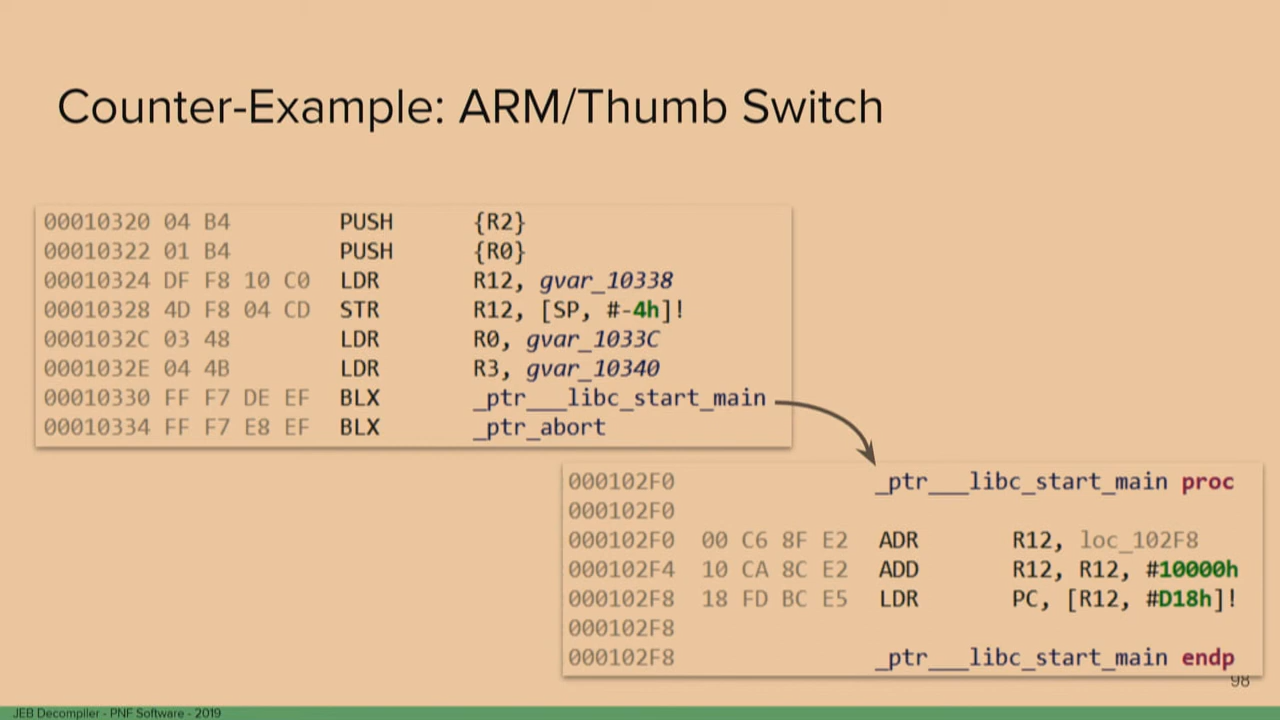 Counter-Example: ARM/Thumb Switch
00010320 04 B4 PUSH {R2}
00010322 01 B4 PUSH {R0}
00010324 DF F8 10 C0 LDR R12, gvar_10338
00010328 4D F8 04 CD STR R12, [SP, #-4h]!
0001032C 03 48 LDR R0, gvar_1033C
0001032E 04 4B LDR R3, gvar_10340
00010330 FF F7 DE EF BLX _ptr___libc_start_main
00010334 FF F7 E8 EF BLX _ptr_abort
000102F0 _ptr___libc_start_main proc
000102F0
000102F0 00 C6 8F E2 ADR R12, loc_102F8
000102F4 10 CA 8C E2 ADD R12, R12, #10000h
000102F8 18 FD BC E5 LDR PC, [R12, #D18h]!
000102F8
000102F8 _ptr___libc_start_main endp
98
JEB Decompiler - PNF Software - 2019